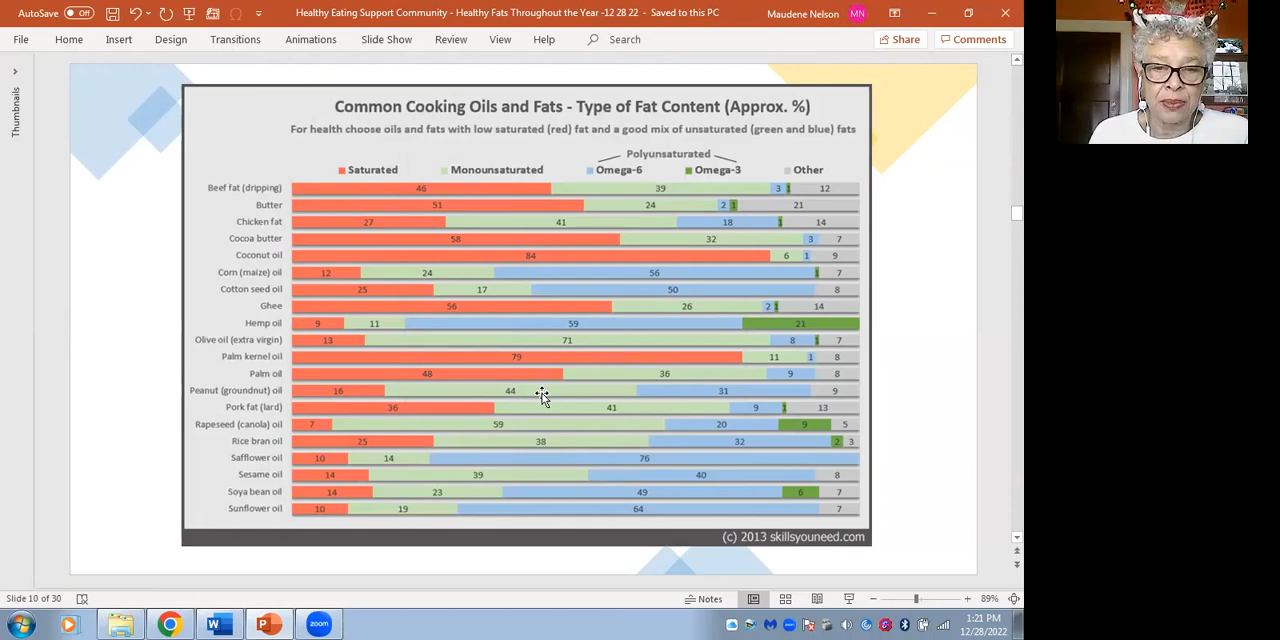 AutoSave Off Healthy Eating Support Community - Healthy Fats Throughout the Year -12 28 22 - Saved to this PC Maudene Nelson MN
File Home Insert Design Transitions Animations Slide Show Review View Help Search Share Comments
Thumbnails
Common Cooking Oils and Fats - Type of Fat Content (Approx. %)
For health choose oils and fats with low saturated (red) fat and a good mix of unsaturated (green and blue) fats
Polyunsaturated
Saturated Monounsaturated Omega-6 Omega-3 Other
Beef fat (dripping) 46 39 3 1 12
Butter 51 24 2 1 21
Chicken fat 27 41 18 1 14
Cocoa butter 58 32 3 7
Coconut oil 84 6 1 9
Corn (maize) oil 12 24 56 1 7
Cotton seed oil 25 17 50 8
Ghee 56 26 2 1 14
Hemp oil 9 11 59 21
Olive oil (extra virgin) 13 71 8 1 7
Palm kernel oil 79 11 1 8
Palm oil 48 36 9 8
Peanut (groundnut) oil 16 44 31 9
Pork fat (lard) 36 41 9 1 13
Rapeseed (canola) oil 7 59 20 9 5
Rice bran oil 25 38 32 2 3
Safflower oil 10 14 76
Sesame oil 14 39 40 8
Soya bean oil 14 23 49 6 7
Sunflower oil 10 19 64 7
(c) 2013 skillsyouneed.com
Slide 10 of 30 Notes 89%
zoom 1:21 PM
12/28/2022